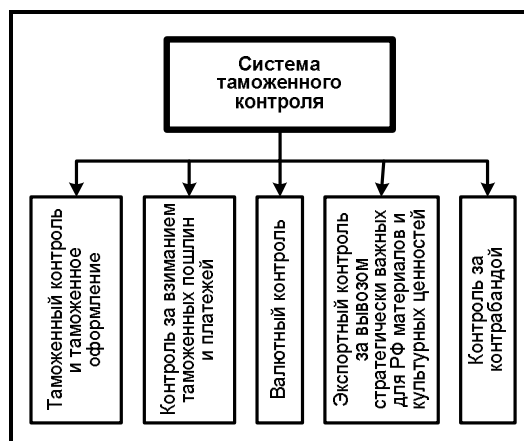 Система
таможенного
контроля
Таможенный контроль
и таможенное
оформление
Контроль за взиманием
таможенных пошлин
и платежей
Валютный контроль
Экспортный контроль
за вывозом
стратегически важных
для РФ материалов и
культурных ценностей
Контроль за
контрабандой